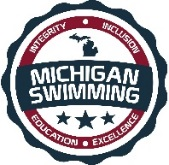 INTEGRITY • INCLUSION
MICHIGAN
SWIMMING
EDUCATION • EXCELLENCE